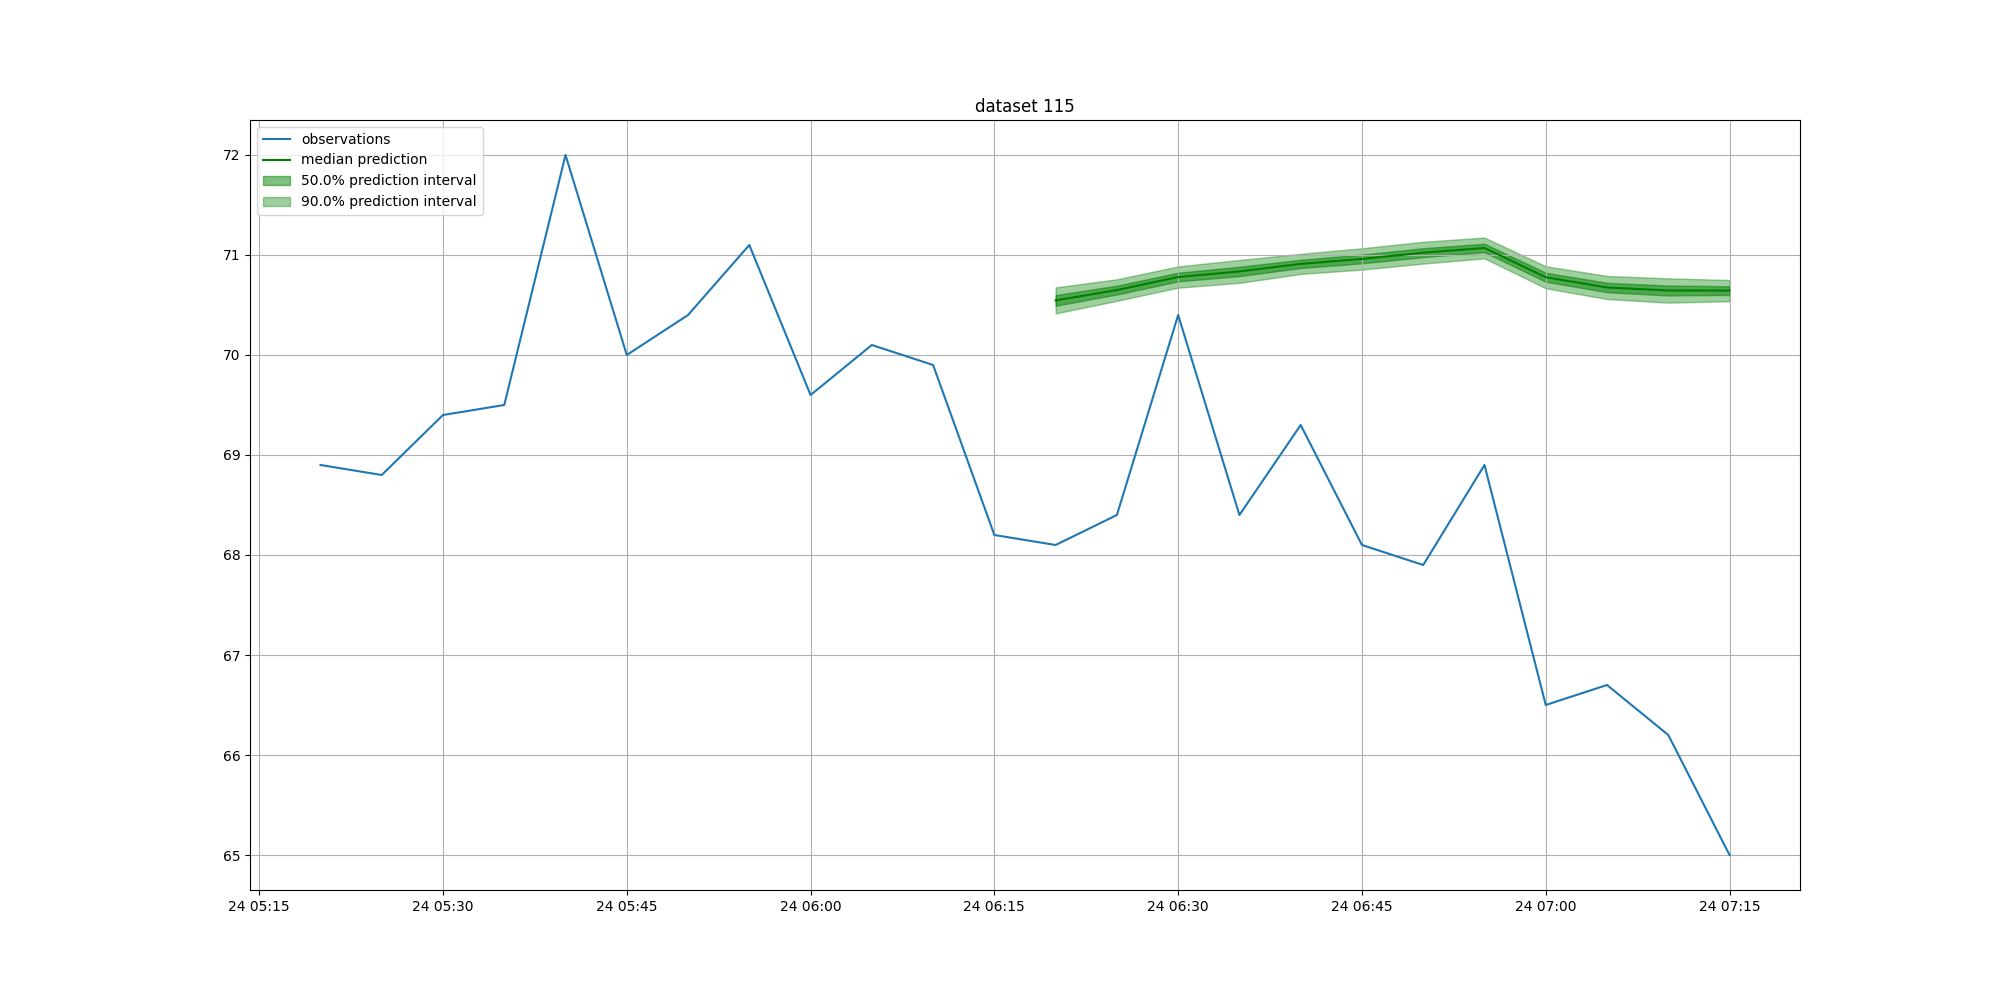 dataset 115
observations
median prediction
50.0% prediction interval
90.0% prediction interval
72
71
70
69
68
67
66
65
24 05:15 24 05:30 24 05:45 24 06:00 24 06:15 24 06:30 24 06:45 24 07:00 24 07:15